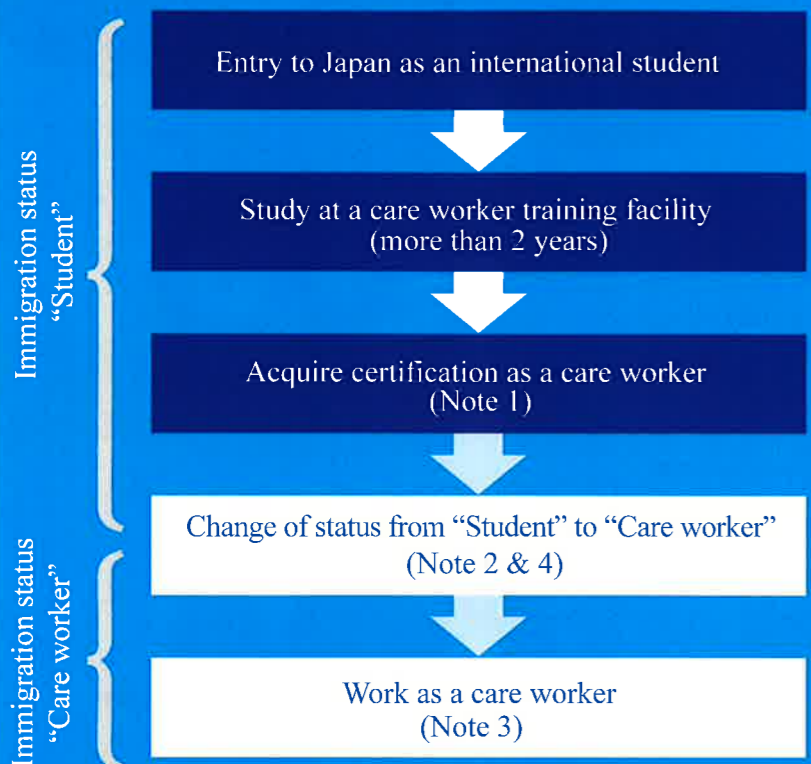 Immigration status
“Student”
Entry to Japan as an international student
Study at a care worker training facility
(more than 2 years)
Acquire certification as a care worker
(Note 1)
Change of status from “Student” to “Care worker”
(Note 2 & 4)
Immigration status
“Care worker”
Work as a care worker
(Note 3)